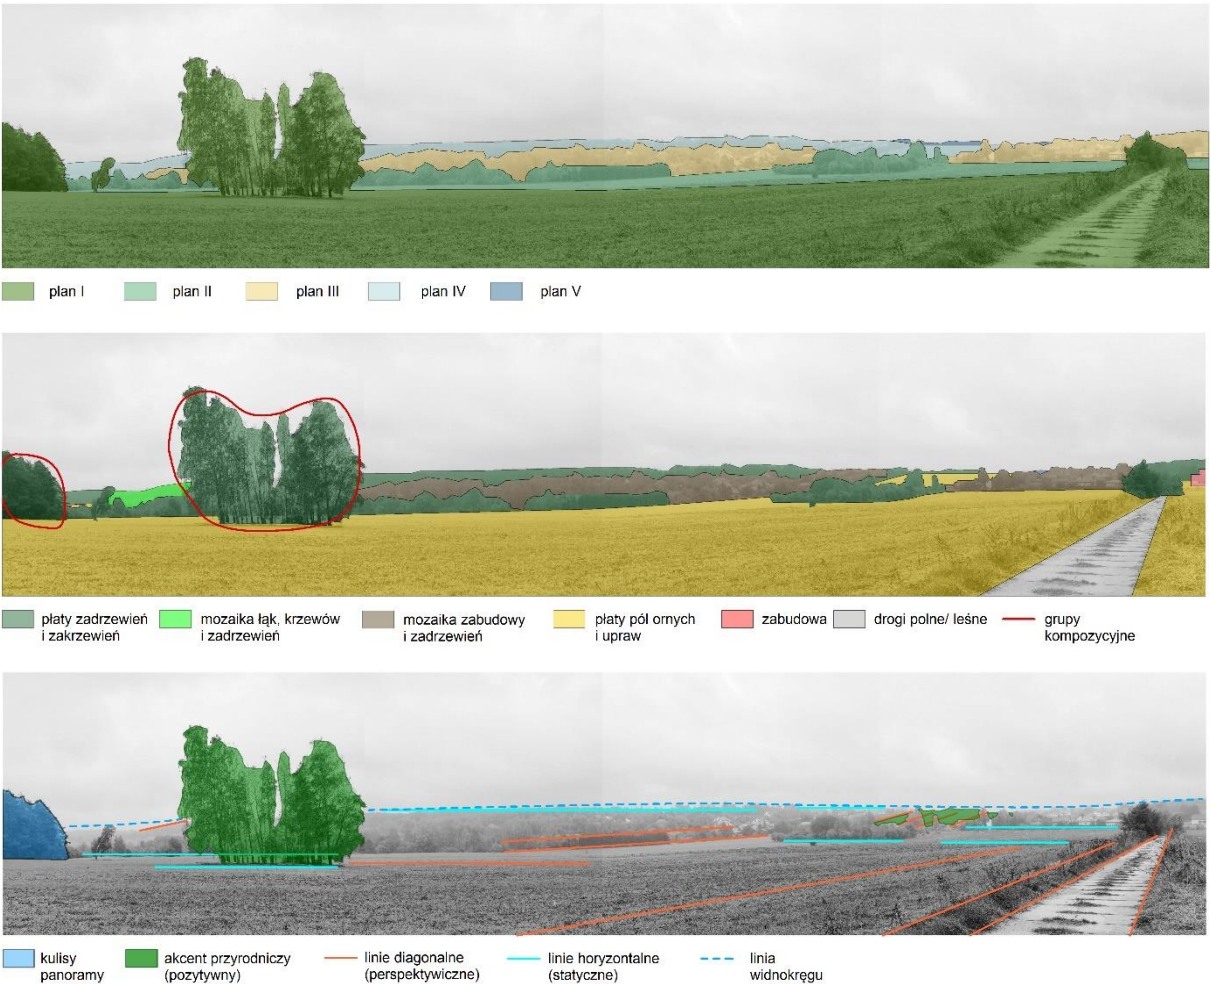 plan I plan II plan III plan IV plan V
płaty zadrzewień mozaika łąk, krzewów mozaika zabudowy płaty pól ornych zabudowa drogi polne/ leśne grupy
i zakrzewień i zadrzewień i zadrzewień i upraw kompozycyjne
kulisy akcent przyrodniczy linie diagonalne linie horyzontalne linia
panoramy (pozytywny) (perspektywiczne) (statyczne) widnokręgu